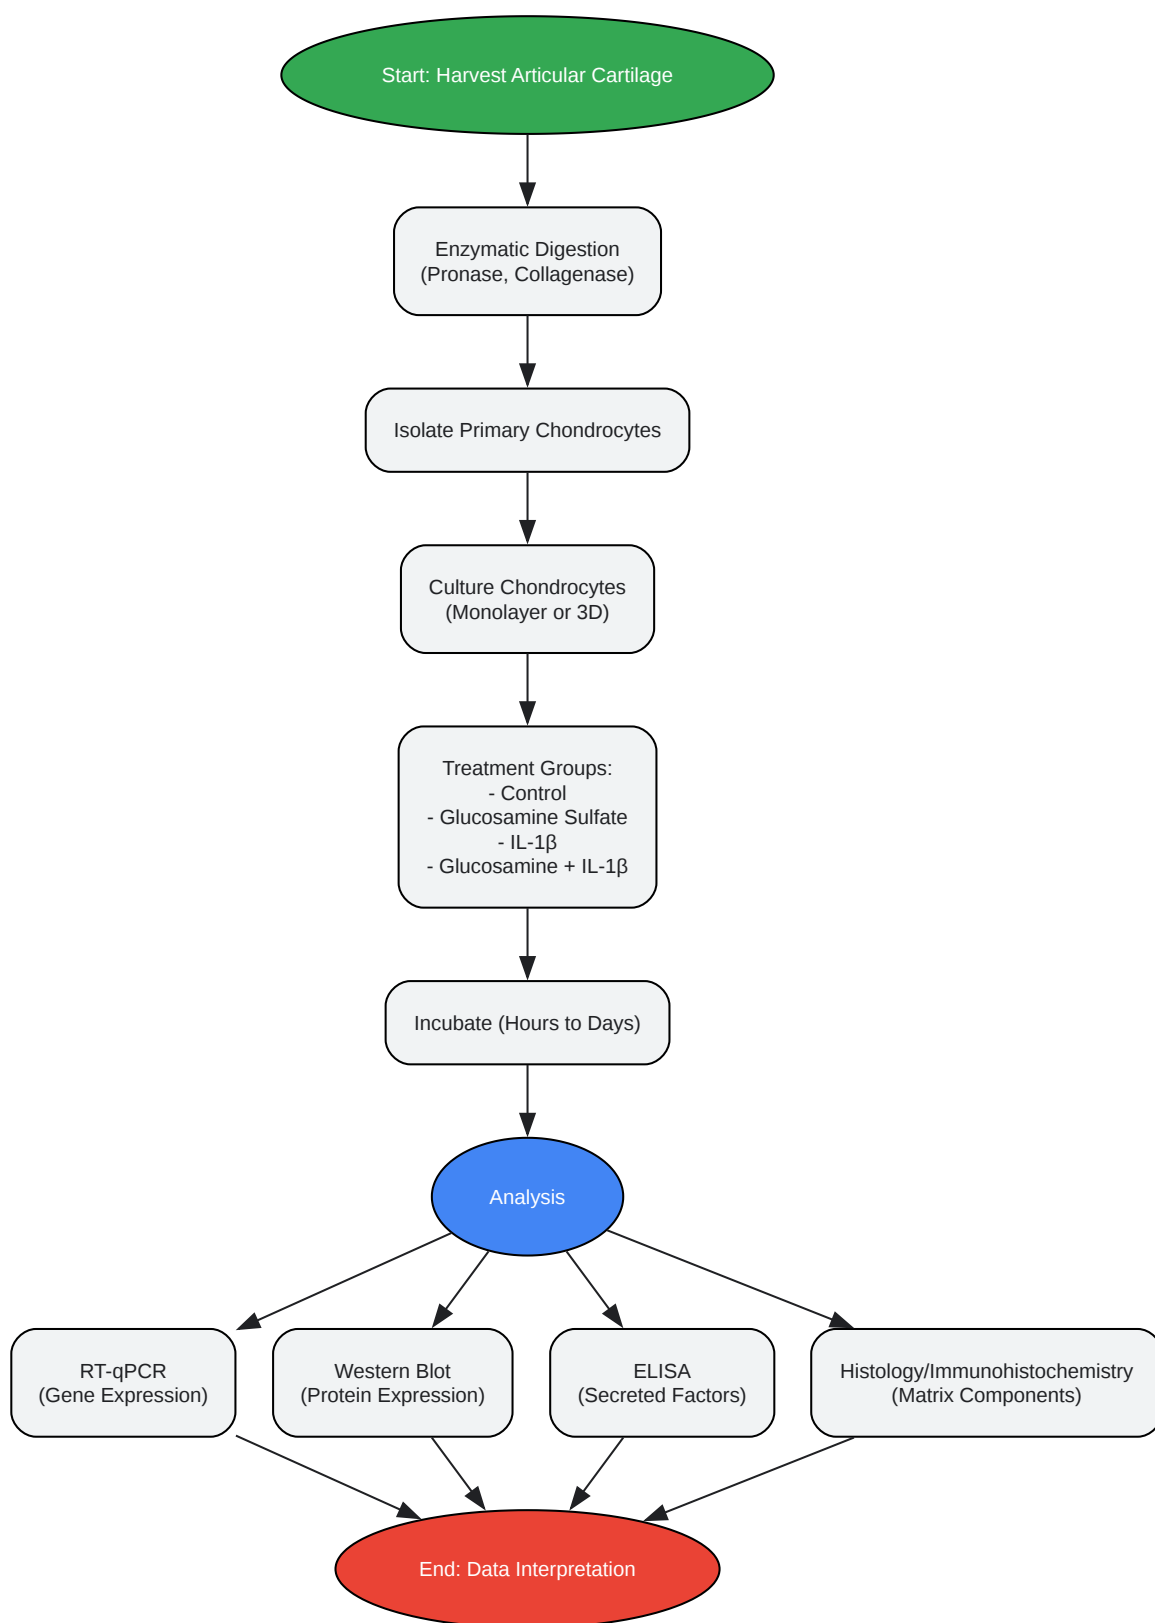 Start: Harvest Articular Cartilage
Enzymatic Digestion
(Pronase, Collagenase)
Isolate Primary Chondrocytes
Culture Chondrocytes
(Monolayer or 3D)
Treatment Groups:
- Control
- Glucosamine Sulfate
- IL-1β
- Glucosamine + IL-1β
Incubate (Hours to Days)
Analysis
RT-qPCR
(Gene Expression)
Western Blot
(Protein Expression)
ELISA
(Secreted Factors)
Histology/Immunohistochemistry
(Matrix Components)
End: Data Interpretation